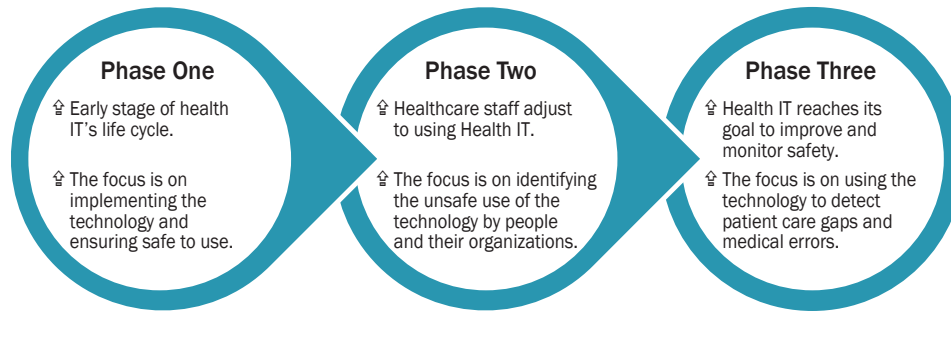 Phase One
⇪ Early stage of health
IT's life cycle.
⇪ The focus is on
implementing the
technology and
ensuring safe to use.
Phase Two
⇪ Healthcare staff adjust
to using Health IT.
⇪ The focus is on identifying
the unsafe use of the
technology by people
and their organizations.
Phase Three
⇪ Health IT reaches its
goal to improve and
monitor safety.
⇪ The focus is on using the
technology to detect
patient care gaps and
medical errors.